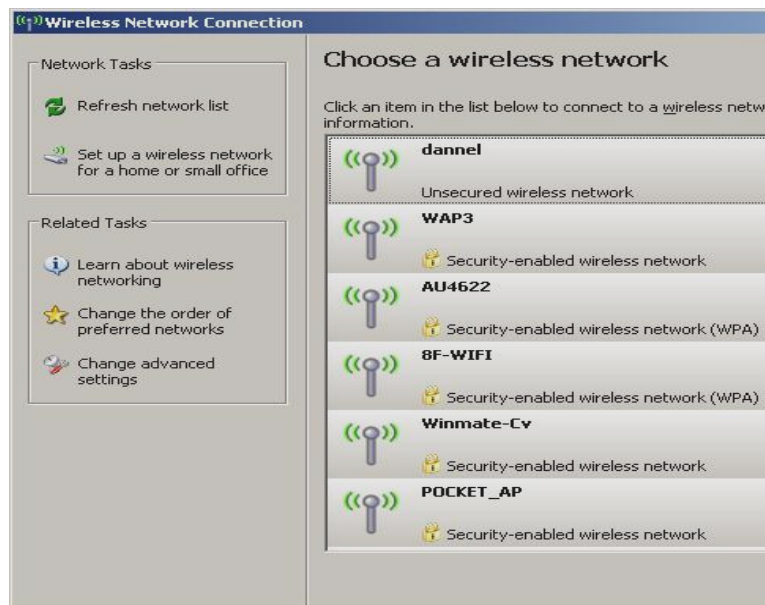 Wireless Network Connection
Network Tasks
Refresh network list
Set up a wireless network
for a home or small office
Related Tasks
Learn about wireless
networking
Change the order of
preferred networks
Change advanced
settings
Choose a wireless network
Click an item in the list below to connect to a wireless netw
information.
dannel
Unsecured wireless network
WAP3
Security-enabled wireless network
AU4622
Security-enabled wireless network (WPA)
8F-WIFI
Security-enabled wireless network (WPA)
Winmate-Cv
Security-enabled wireless network
POCKET_AP
Security-enabled wireless network